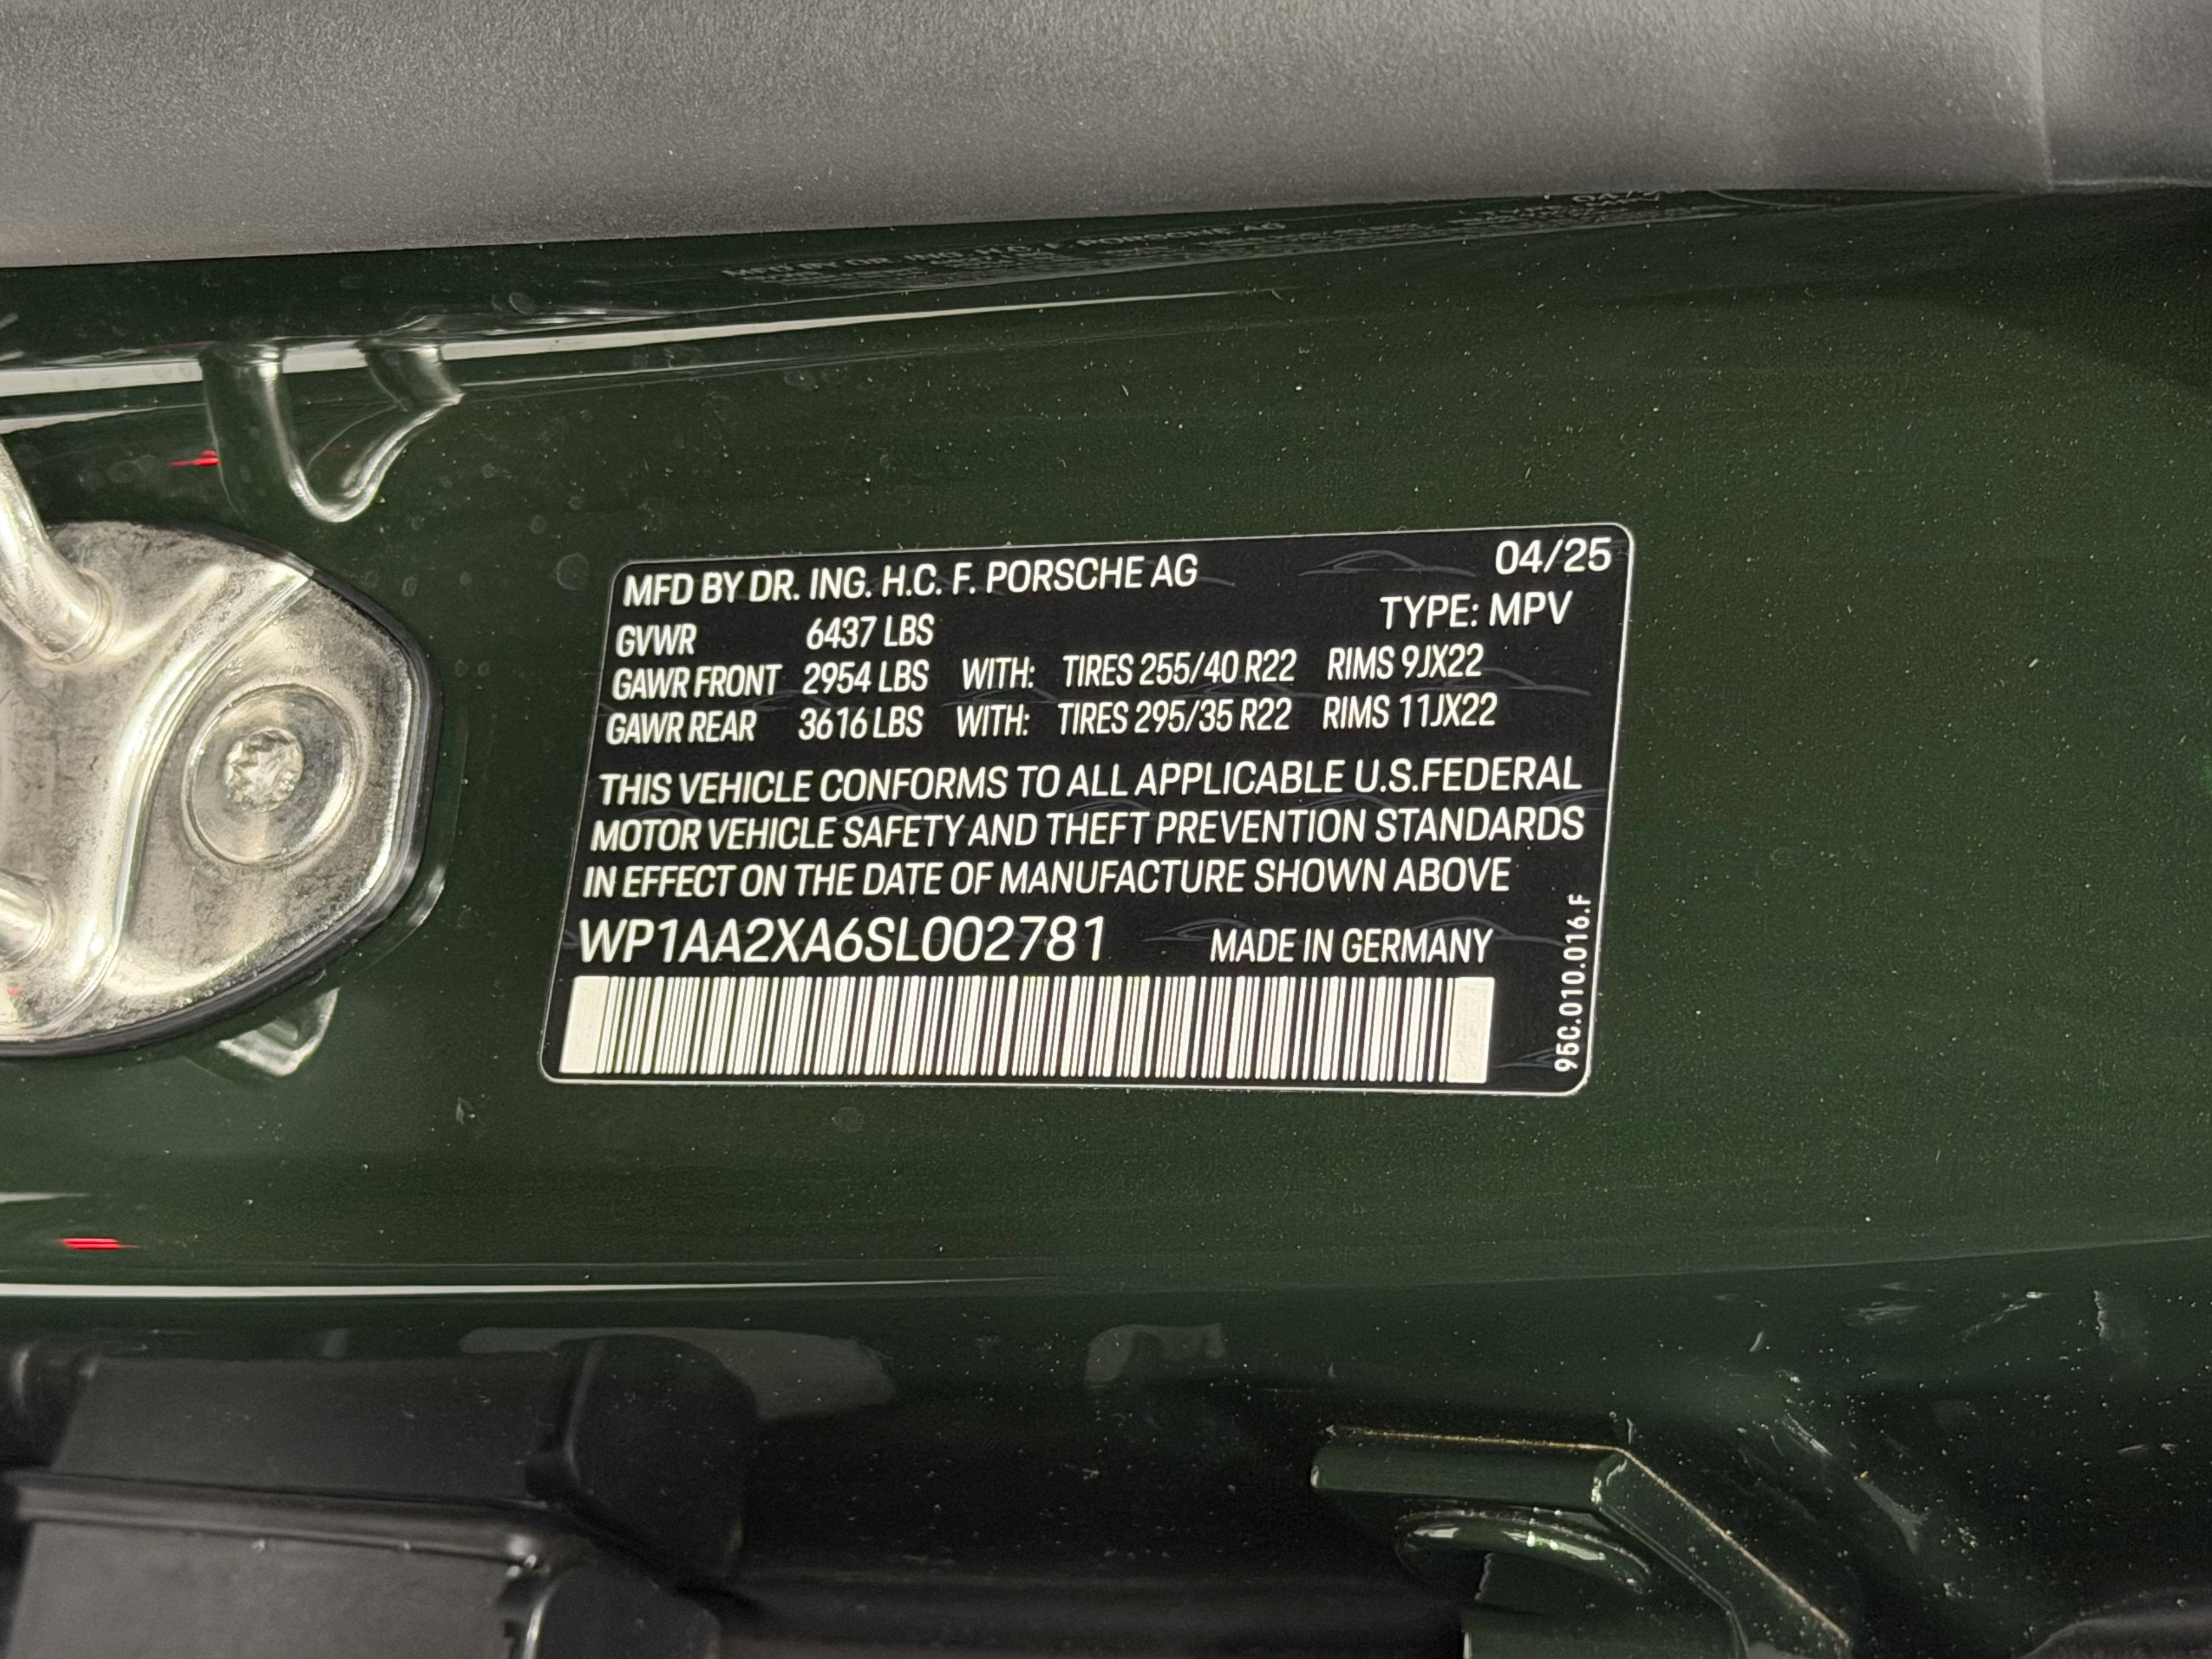 MFD BY DR. ING. H.C. F. PORSCHE AG 04/25
TYPE: MPV
GVWR 6437 LBS
GAWR FRONT 2954 LBS WITH: TIRES 255/40 R22 RIMS 9JX22
GAWR REAR 3616 LBS WITH: TIRES 295/35 R22 RIMS 11JX22
THIS VEHICLE CONFORMS TO ALL APPLICABLE U.S.FEDERAL
MOTOR VEHICLE SAFETY AND THEFT PREVENTION STANDARDS
IN EFFECT ON THE DATE OF MANUFACTURE SHOWN ABOVE
WP1AA2XA6SL002781 MADE IN GERMANY
95C.010.016.F